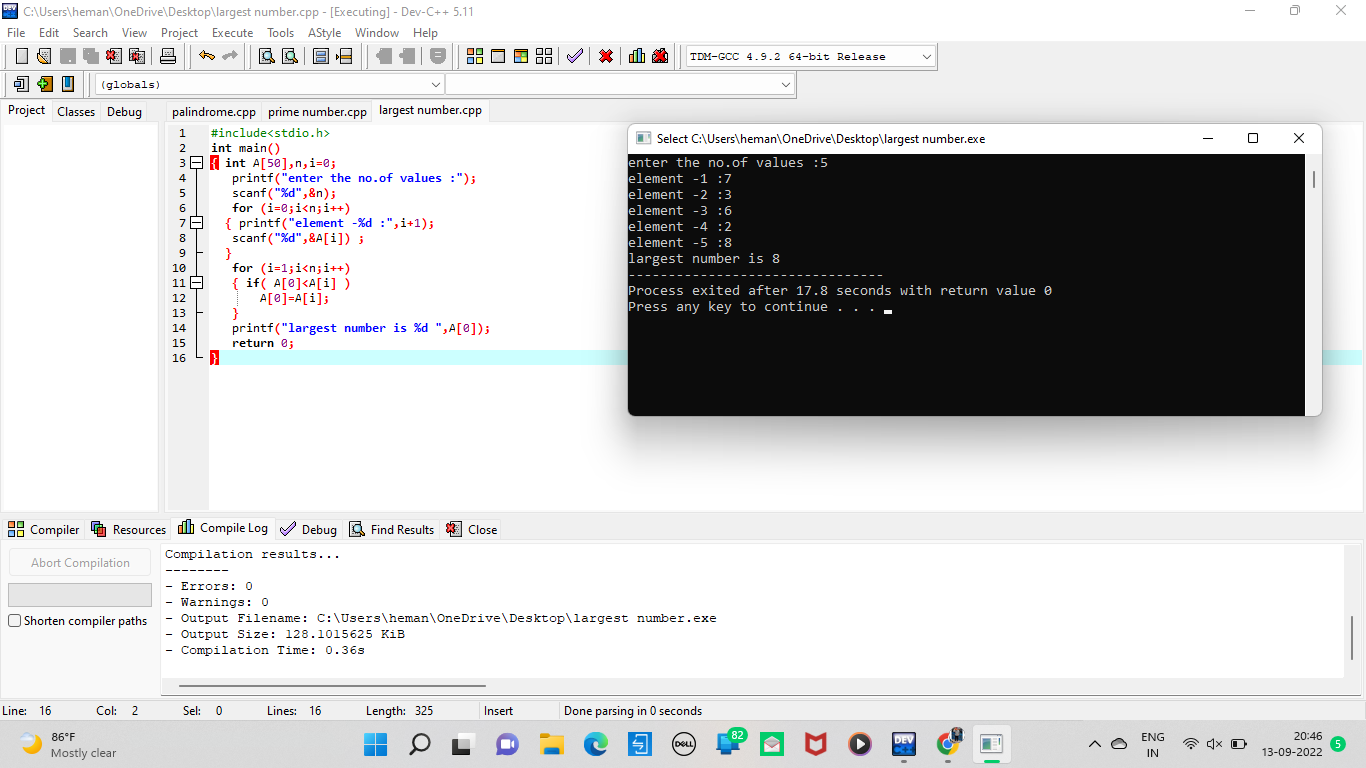 C:\Users\heman\OneDrive\Desktop\largest number.cpp - [Executing] - Dev-C++ 5.11
File Edit Search View Project Execute Tools AStyle Window Help
TDM-GCC 4.9.2 64-bit Release
(globals)
Project Classes Debug
palindrome.cpp prime number.cpp largest number.cpp
1 #include<stdio.h>
2 int main()
3 { int A[50],n,i=0;
4 printf("enter the no.of values :");
5 scanf("%d",&n);
6 for (i=0;i<n;i++)
7 { printf("element -%d :",i+1);
8 scanf("%d",&A[i]) ;
9 }
10 for (i=1;i<n;i++)
11 { if( A[0]<A[i] )
12 A[0]=A[i];
13 }
14 printf("largest number is %d ",A[0]);
15 return 0;
16 }
Select C:\Users\heman\OneDrive\Desktop\largest number.exe
enter the no.of values :5
element -1 :7
element -2 :3
element -3 :6
element -4 :2
element -5 :8
largest number is 8
--------------------------------
Process exited after 17.8 seconds with return value 0
Press any key to continue . . .
Compiler Resources Compile Log Debug Find Results Close
Abort Compilation
Shorten compiler paths
Compilation results...
--------
- Errors: 0
- Warnings: 0
- Output Filename: C:\Users\heman\OneDrive\Desktop\largest number.exe
- Output Size: 128.1015625 KiB
- Compilation Time: 0.36s
Line: 16 Col: 2 Sel: 0 Lines: 16 Length: 325 Insert Done parsing in 0 seconds
86°F
Mostly clear
DELL
82
DEV
ENG
IN
20:46
13-09-2022
5